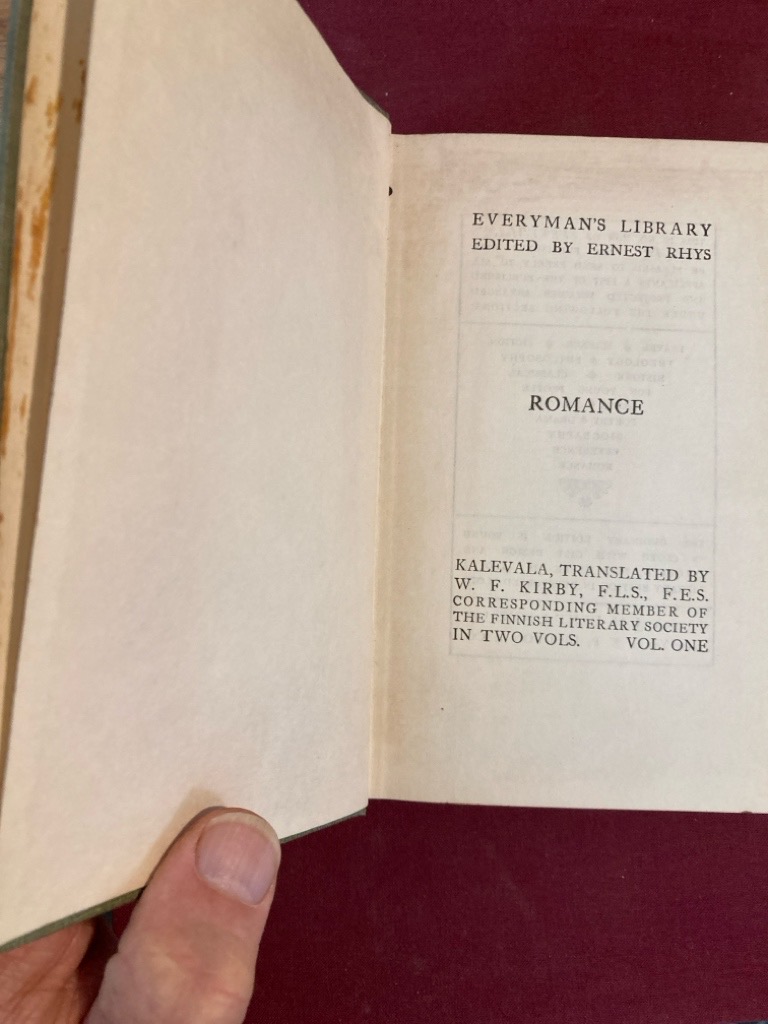 EVERYMAN'S LIBRARY
EDITED BY ERNEST RHYS
ROMANCE
KALEVALA, TRANSLATED BY
W. F. KIRBY, F.L.S., F.E.S.
CORRESPONDING MEMBER OF
THE FINNISH LITERARY SOCIETY
IN TWO VOLS. VOL. ONE